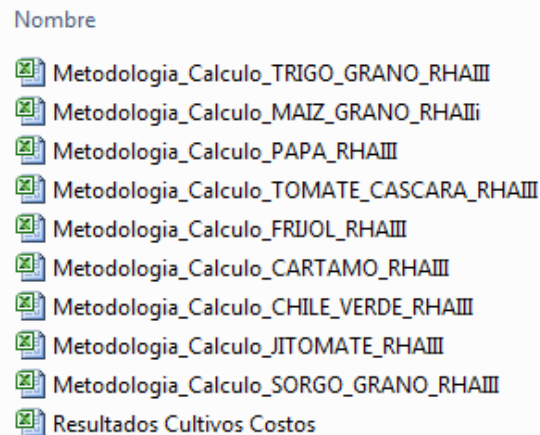 Nombre
Metodologia_Calculo_TRIGO_GRANO_RHAIII
Metodologia_Calculo_MAIZ_GRANO_RHAIIi
Metodologia_Calculo_PAPA_RHAIII
Metodologia_Calculo_TOMATE_CASCARA_RHAIII
Metodologia_Calculo_FRIJOL_RHAIII
Metodologia_Calculo_CARTAMO_RHAIII
Metodologia_Calculo_CHILE_VERDE_RHAIII
Metodologia_Calculo_JITOMATE_RHAIII
Metodologia_Calculo_SORGO_GRANO_RHAIII
Resultados Cultivos Costos